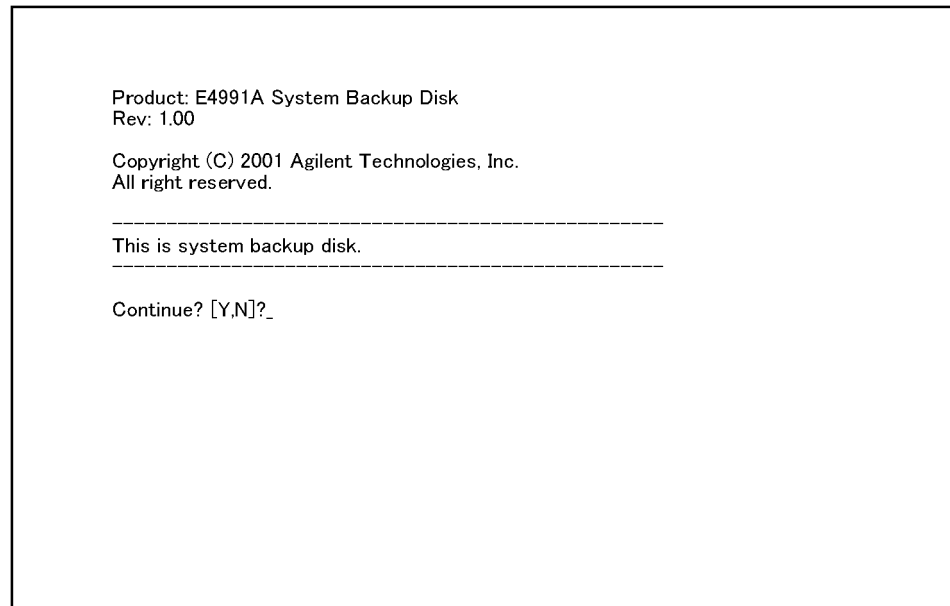 Product: E4991A System Backup Disk
Rev: 1.00
Copyright (C) 2001 Agilent Technologies, Inc.
All right reserved.
---------------------------------------------------
This is system backup disk.
---------------------------------------------------
Continue? [Y,N]?_